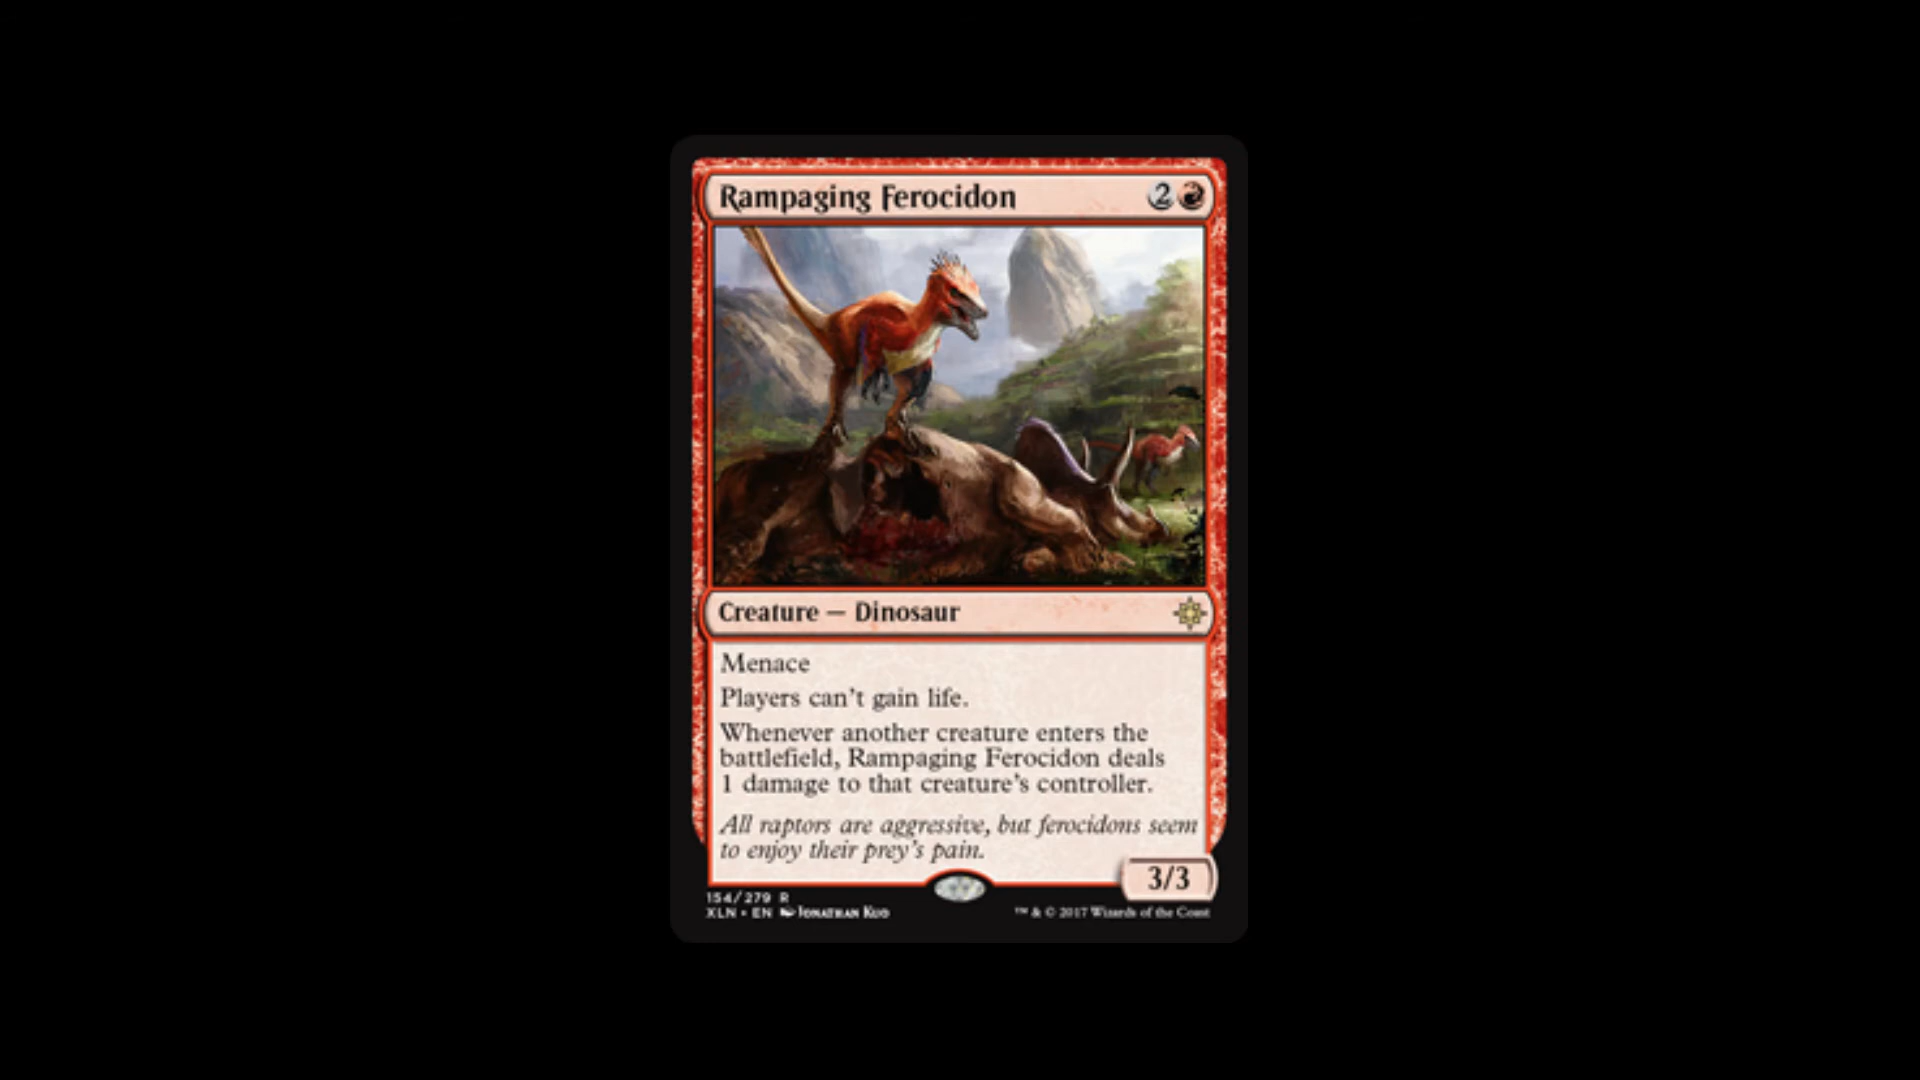 Rampaging Ferocidon 2
Creature — Dinosaur
Menace
Players can't gain life.
Whenever another creature enters the
battlefield, Rampaging Ferocidon deals
1 damage to that creature's controller.
All raptors are aggressive, but ferocidons seem
to enjoy their prey's pain.
3/3
154/279 R
XLN • EN Jonathan Kuo
™ & © 2017 Wizards of the Coast